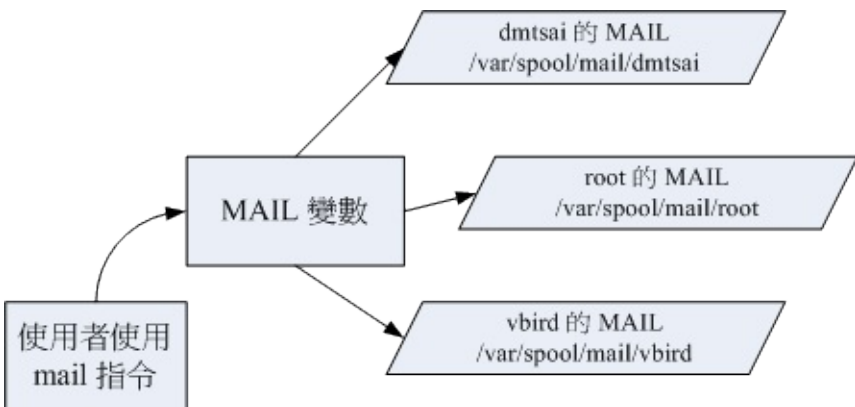 dmtsai 的 MAIL
/var/spool/mail/dmtsai
MAIL 變數
root 的 MAIL
/var/spool/mail/root
使用者使用
mail 指令
vbird 的 MAIL
/var/spool/mail/vbird